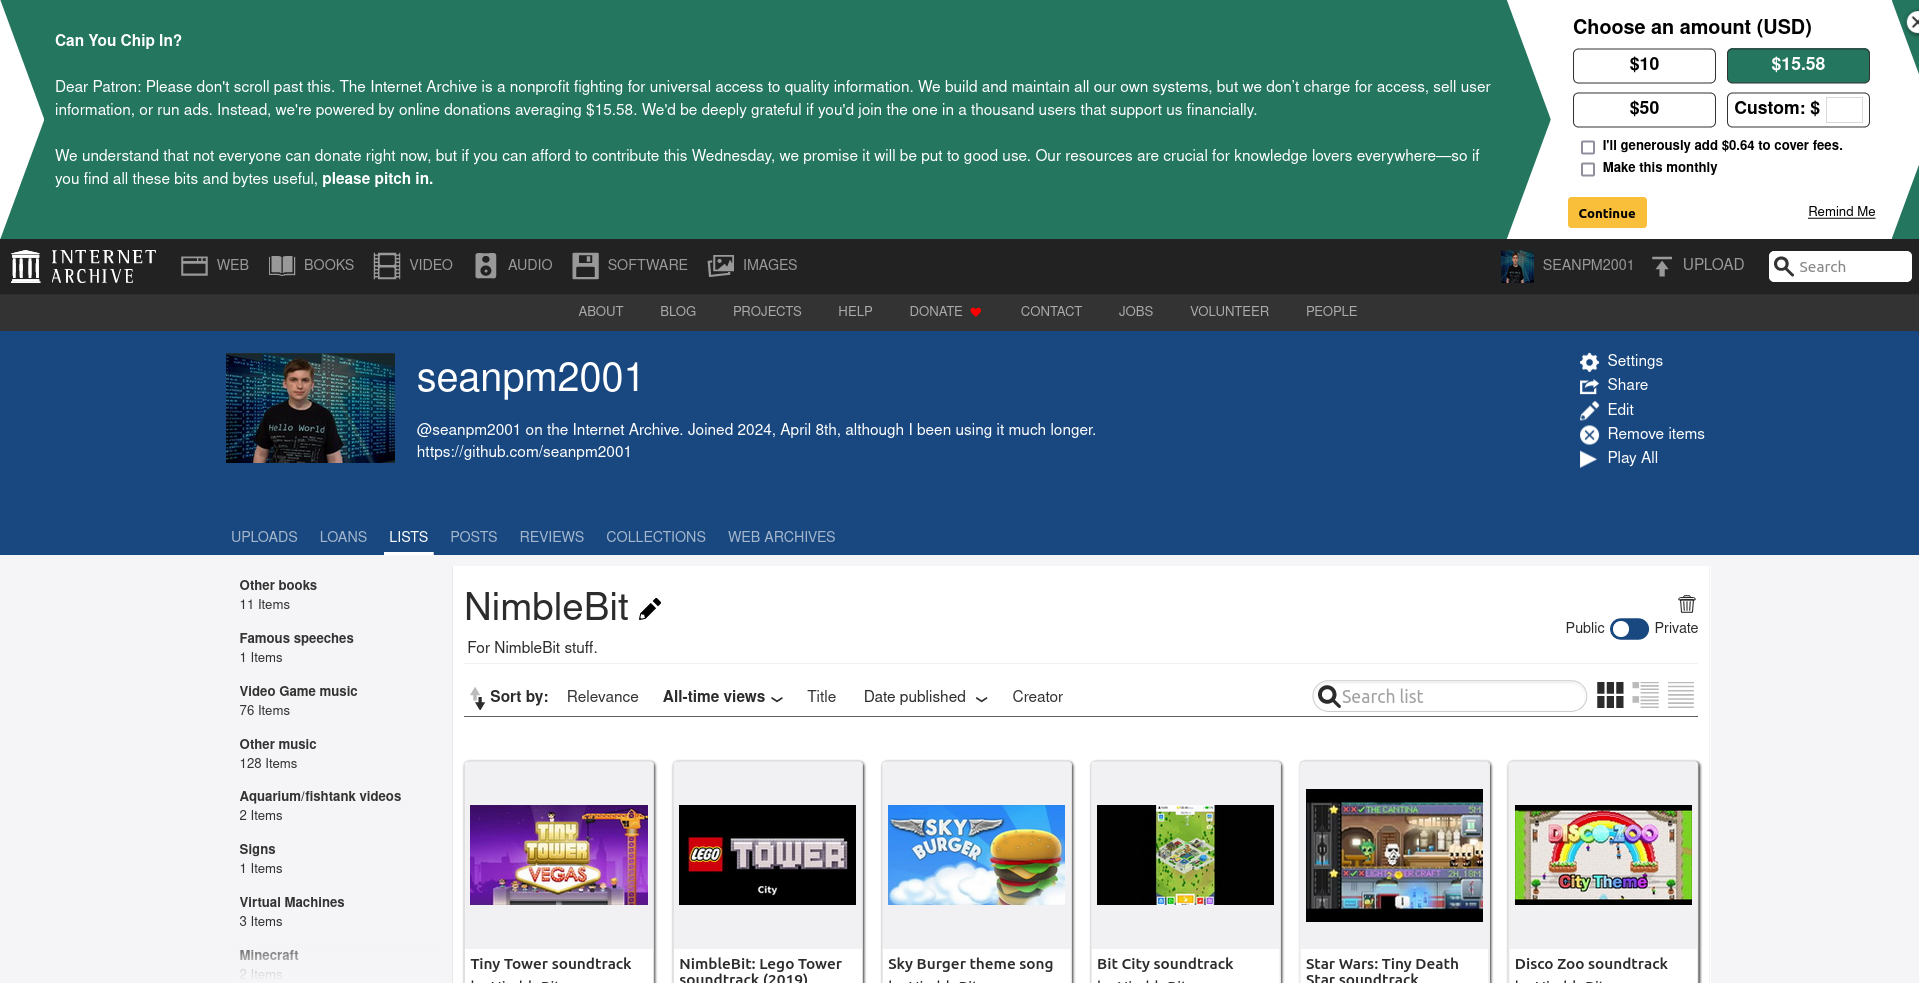 Can You Chip In?
Dear Patron: Please don't scroll past this. The Internet Archive is a nonprofit fighting for universal access to quality information. We build and maintain all our own systems, but we don’t charge for access, sell user
information, or run ads. Instead, we're powered by online donations averaging $15.58. We'd be deeply grateful if you'd join the one in a thousand users that support us financially.
We understand that not everyone can donate right now, but if you can afford to contribute this Wednesday, we promise it will be put to good use. Our resources are crucial for knowledge lovers everywhere—so if
you find all these bits and bytes useful, please pitch in.
Choose an amount (USD)
$10
$15.58
$50
Custom: $
I'll generously add $0.64 to cover fees.
Make this monthly
Continue
Remind Me
INTERNET
ARCHIVE
WEB
BOOKS
VIDEO
AUDIO
SOFTWARE
IMAGES
SEANPM2001
UPLOAD
Search
ABOUT
BLOG
PROJECTS
HELP
DONATE
CONTACT
JOBS
VOLUNTEER
PEOPLE
Hello World
seanpm2001
@seanpm2001 on the Internet Archive. Joined 2024, April 8th, although I been using it much longer.
https://github.com/seanpm2001
Settings
Share
Edit
Remove items
Play All
UPLOADS
LOANS
LISTS
POSTS
REVIEWS
COLLECTIONS
WEB ARCHIVES
Other books
11 Items
Famous speeches
1 Items
Video Game music
76 Items
Other music
128 Items
Aquarium/fishtank videos
2 Items
Signs
1 Items
Virtual Machines
3 Items
Minecraft
2 Items
NimbleBit
For NimbleBit stuff.
Public
Private
Sort by:
Relevance
All-time views
Title
Date published
Creator
Search list
TINY
TOWER
VEGAS
Tiny Tower soundtrack
LEGO TOWER
City
NimbleBit: Lego Tower
soundtrack (2019)
SKY
BURGER
Sky Burger theme song
Bit City soundtrack
THE CANTINA
Star Wars: Tiny Death
Star soundtrack
DISCO ZOO
City Theme
Disco Zoo soundtrack